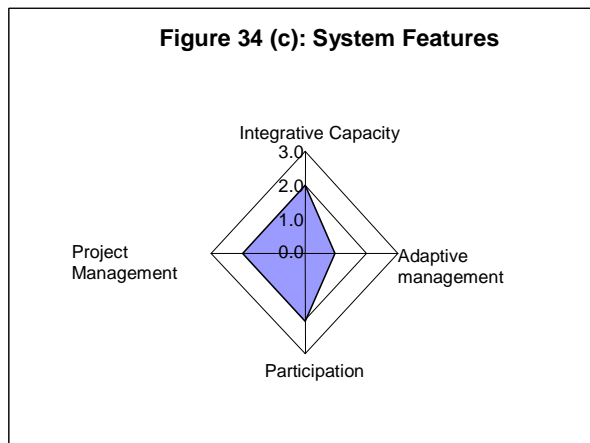 Figure 34 (c): System Features
Integrative Capacity
3.0
2.0
1.0
0.0
Project
Management
Adaptive
management
Participation